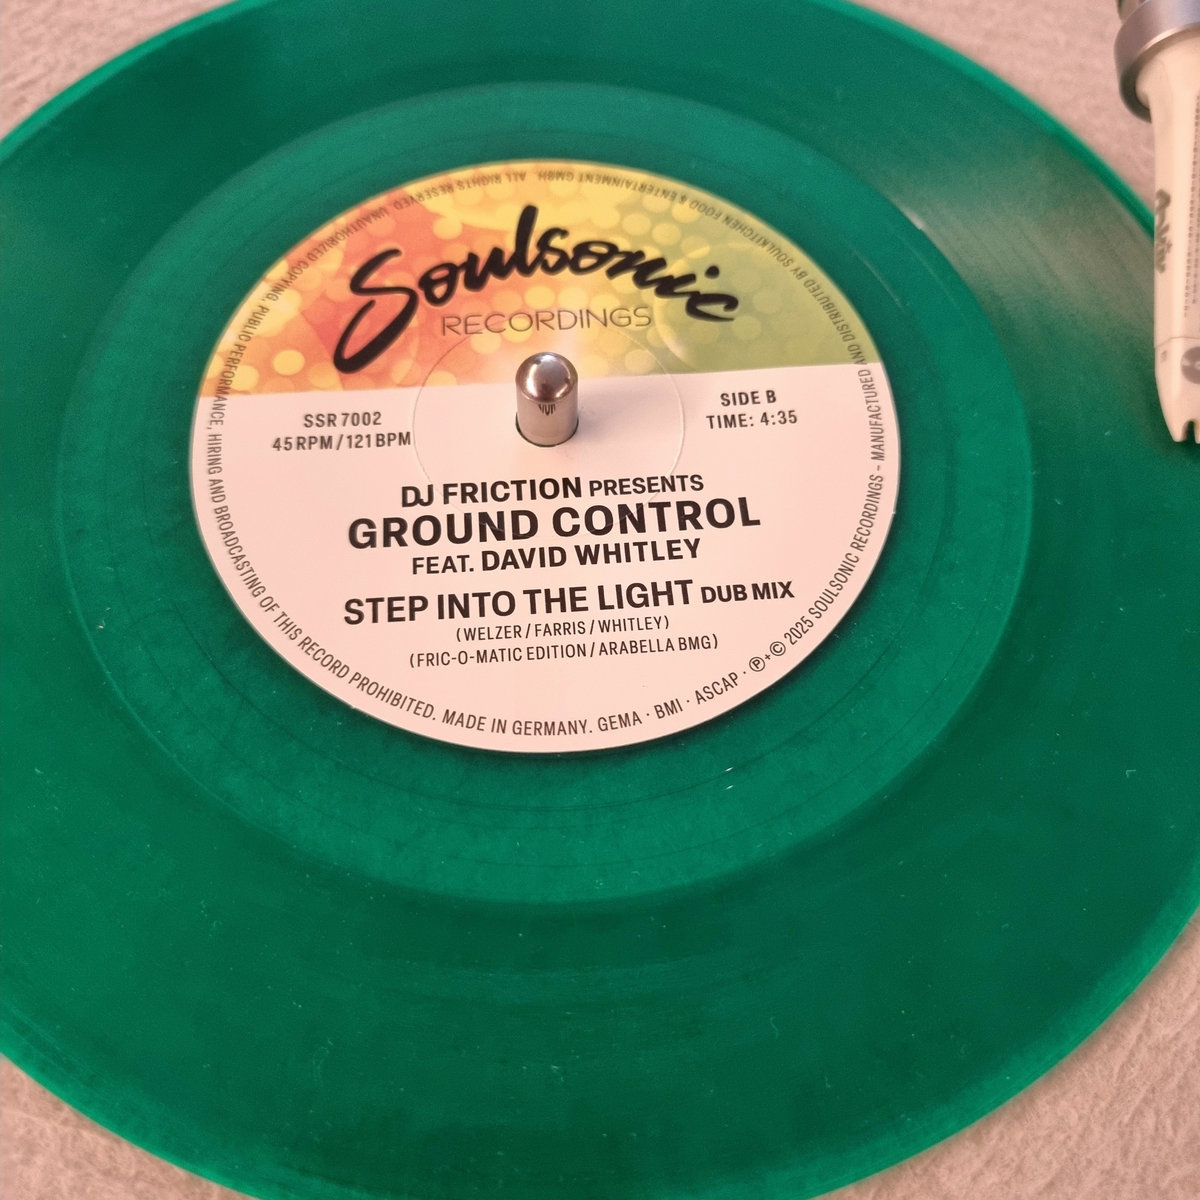 Soulsonic
RECORDINGS
SSR 7002
45 RPM / 121 BPM
SIDE B
TIME: 4:35
DJ FRICTION PRESENTS
GROUND CONTROL
FEAT. DAVID WHITLEY
STEP INTO THE LIGHT DUB MIX
(WELZER / FARRIS / WHITLEY)
(FRIC-O-MATIC EDITION / ARABELLA BMG)
℗+© 2025 SOULSONIC RECORDINGS – MANUFACTURED AND DISTRIBUTED BY SOULKITCHEN FOOD & ENTERTAINMENT GMBH. ALL RIGHTS RESERVED. UNAUTHORIZED COPYING, PUBLIC PERFORMANCE, HIRING AND BROADCASTING OF THIS RECORD PROHIBITED. MADE IN GERMANY. GEMA · BMI · ASCAP ·